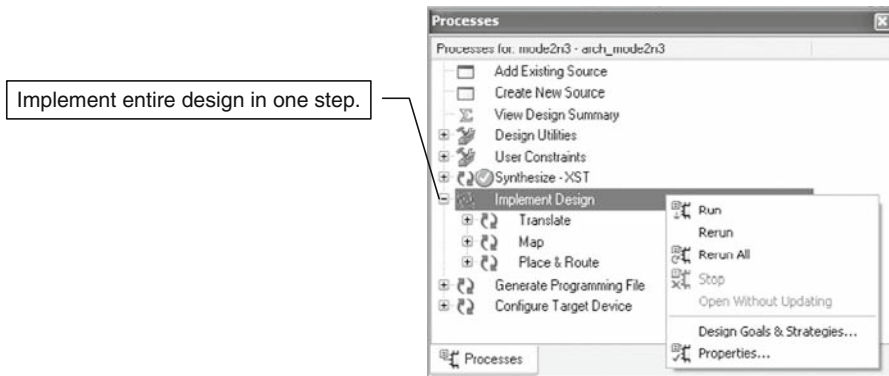 Processes
Processes for: mode2n3 - arch_mode2n3
Add Existing Source
Create New Source
Implement entire design in one step.
View Design Summary
Design Utilities
User Constraints
Synthesize - XST
Implement Design
Translate
Map
Place & Route
Generate Programming File
Configure Target Device
Run
Rerun
Rerun All
Stop
Open Without Updating
Design Goals & Strategies...
Properties...
Processes